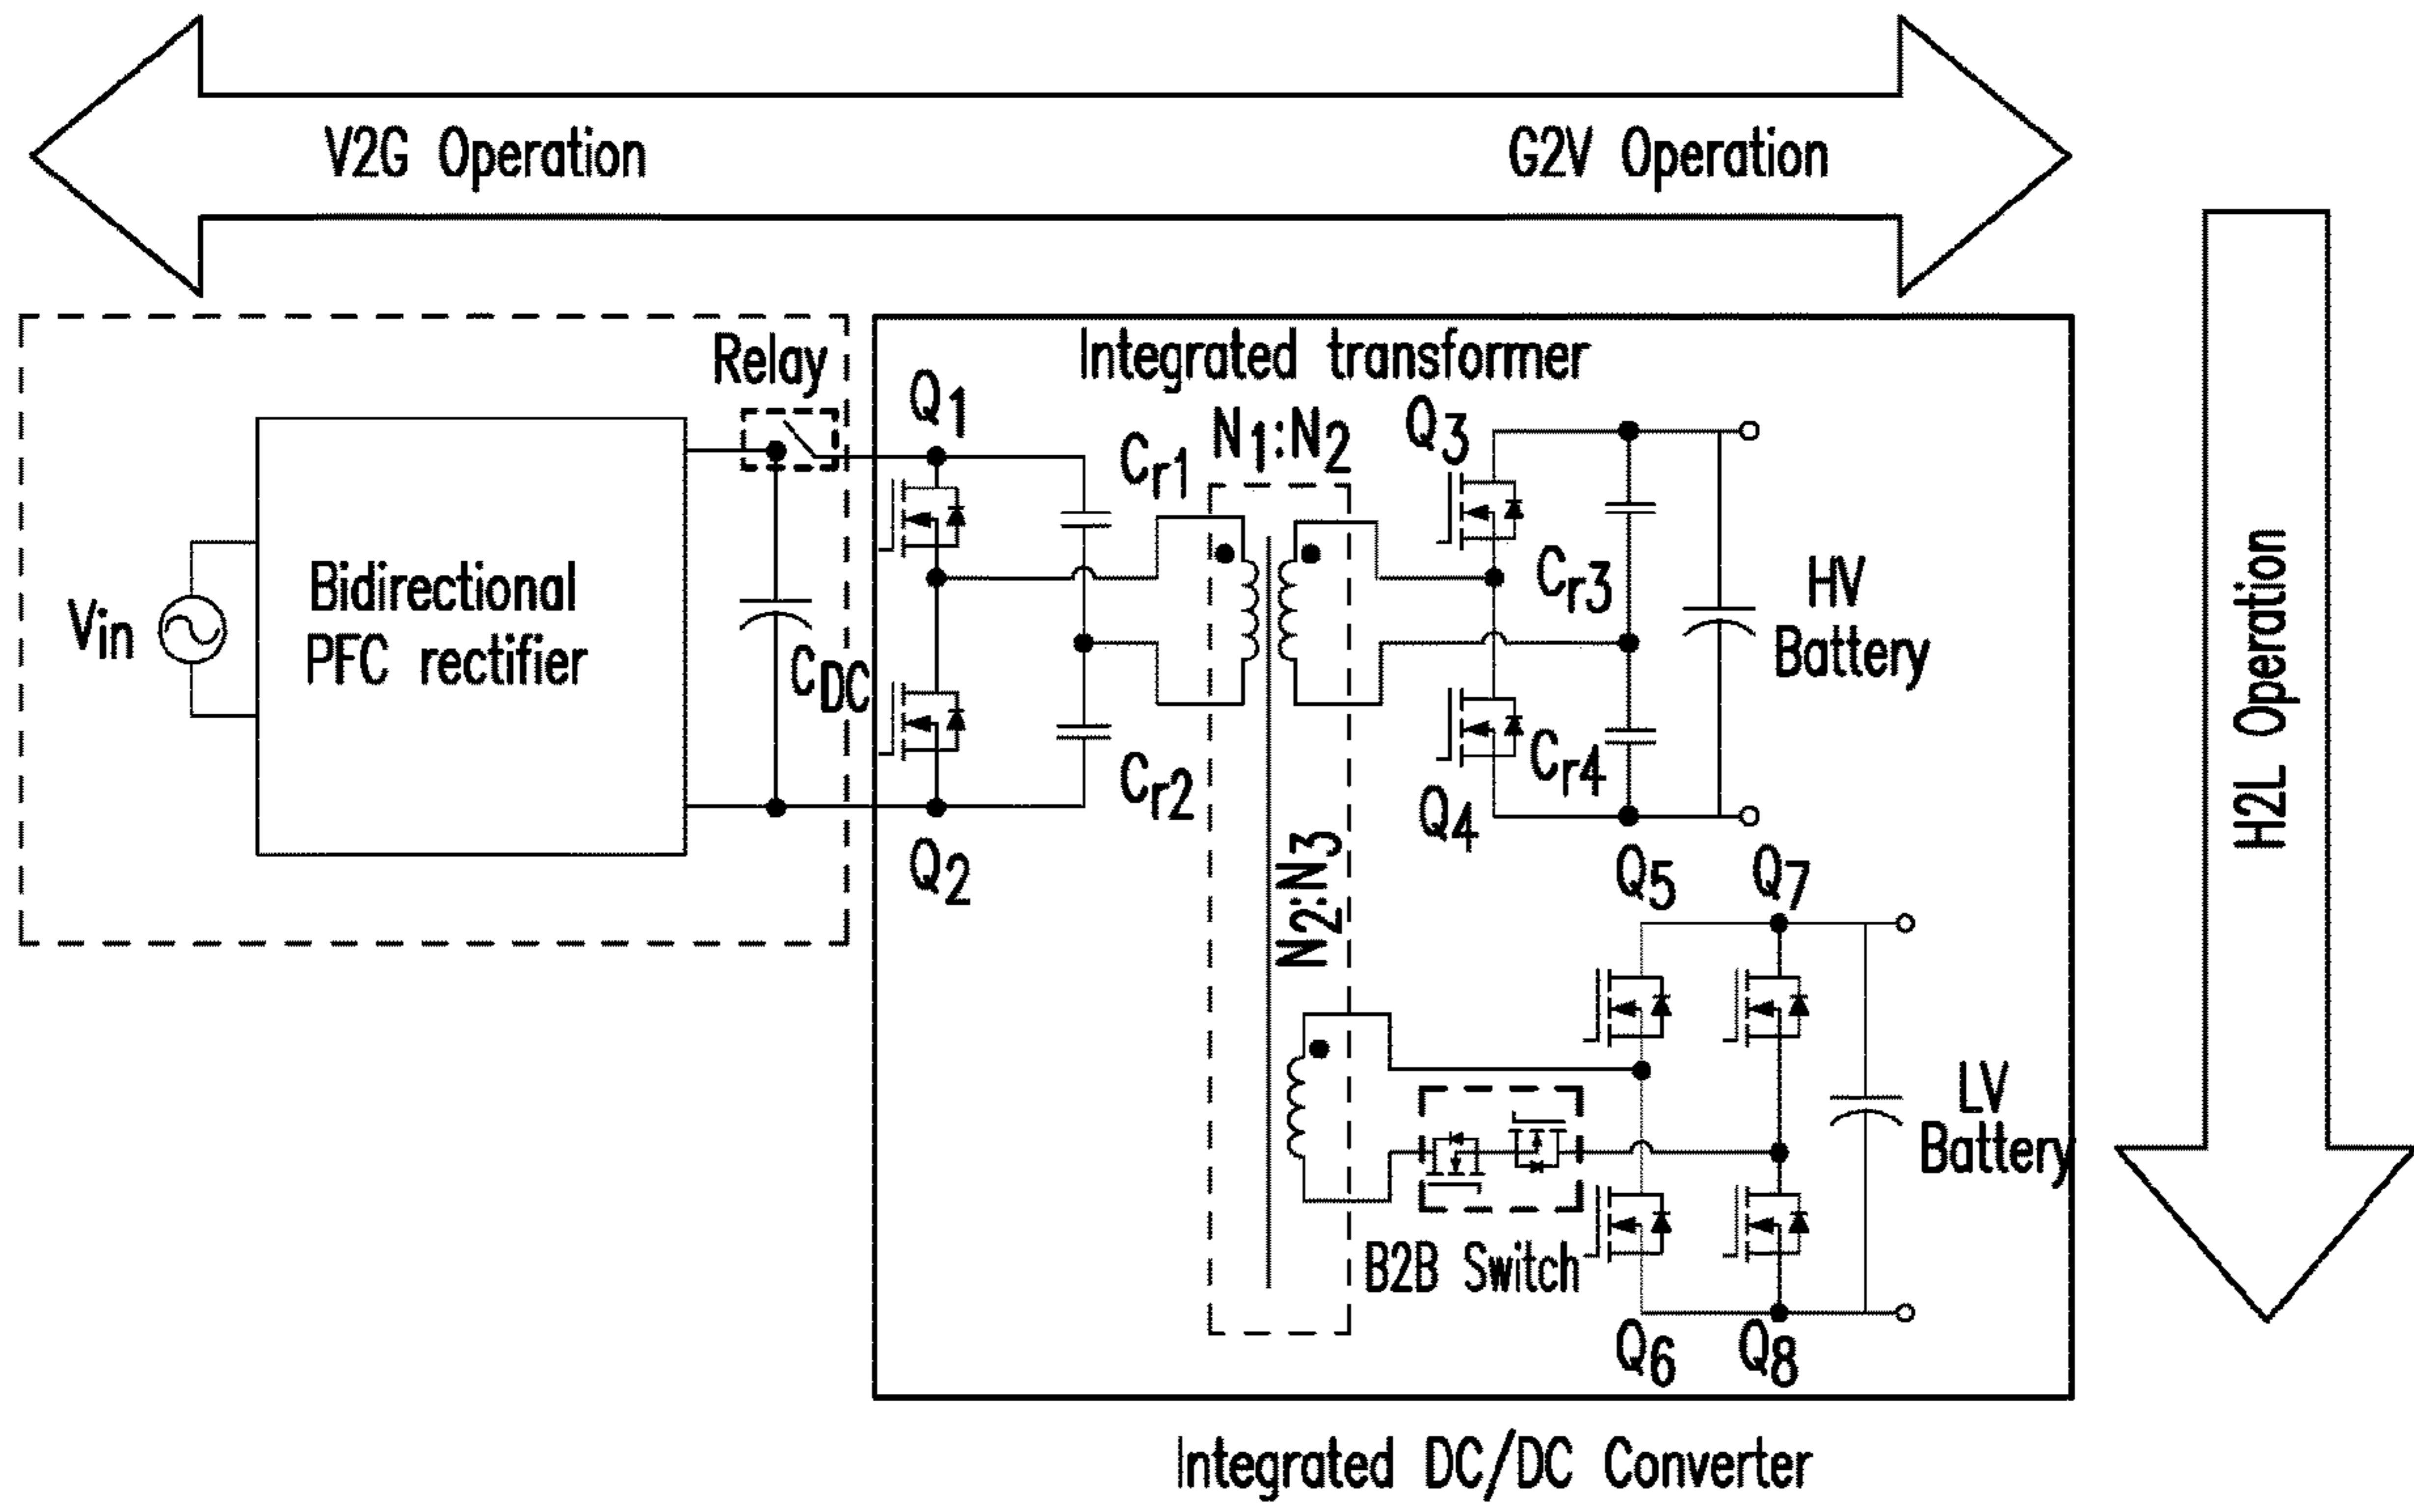 V2G Operation
G2V Operation
Relay
Integrated transformer
Q1
Cr1
N1:N2
Q3
Vin
Bidirectional
PFC rectifier
CDC
Cr3
HV
Battery
Cr2
Cr4
Q4
Q2
N2:N3
Q5
Q7
H2L Operation
LV
Battery
B2B Switch
Q6
Q8
Integrated DC/DC Converter